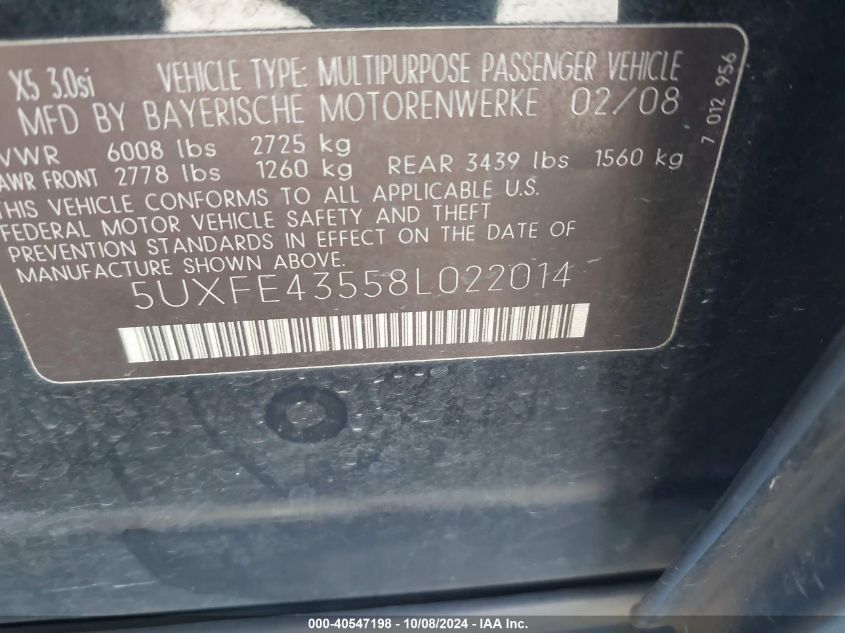 X5 3.0si VEHICLE TYPE: MULTIPURPOSE PASSENGER VEHICLE
MFD BY BAYERISCHE MOTORENWERKE 02/08
VWR 6008 lbs 2725 kg
AWR FRONT 2778 lbs 1260 kg REAR 3439 lbs 1560 kg
THIS VEHICLE CONFORMS TO ALL APPLICABLE U.S.
FEDERAL MOTOR VEHICLE SAFETY AND THEFT
PREVENTION STANDARDS IN EFFECT ON THE DATE OF
MANUFACTURE SHOWN ABOVE.
5UXFE43558L022014
7 012 956
000-40547198 - 10/08/2024 - IAA Inc.